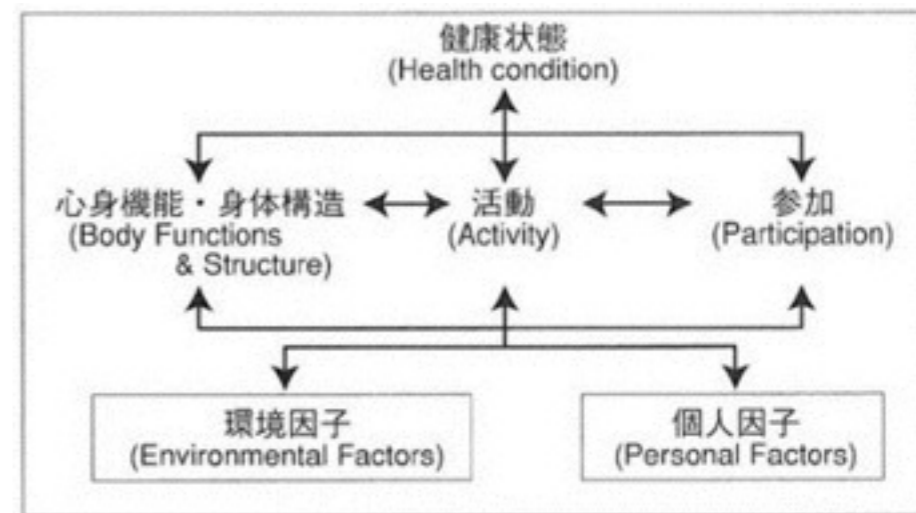 健康状態
(Health condition)
心身機能・身体構造
(Body Functions
& Structure)
活動
(Activity)
参加
(Participation)
環境因子
(Environmental Factors)
個人因子
(Personal Factors)